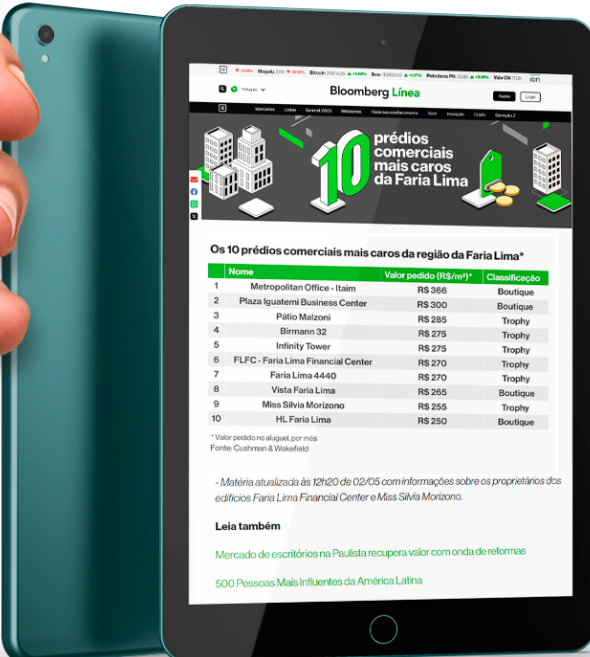 Bloomberg Línea
10 prédios
comerciais
mais caros
da Faria Lima
Os 10 prédios comerciais mais caros da região da Faria Lima*
Nome Valor pedido (R$/m²)* Classificação
1 Metropolitan Office - Itaim R$ 366 Boutique
2 Plaza Iguatemi Business Center R$ 300 Boutique
3 Pátio Malzoni R$ 285 Trophy
4 Birmann 32 R$ 275 Trophy
5 Infinity Tower R$ 275 Trophy
6 FLFC - Faria Lima Financial Center R$ 270 Trophy
7 Faria Lima 4440 R$ 270 Trophy
8 Vista Faria Lima R$ 265 Boutique
9 Miss Silvia Morizono R$ 255 Trophy
10 HL Faria Lima R$ 250 Boutique
* Valor pedido no aluguel, por mês
Fonte: Cushman & Wakefield
- Matéria atualizada às 12h20 de 02/05 com informações sobre os proprietários dos
edifícios Faria Lima Financial Center e Miss Silvia Morizono.
Leia também
Mercado de escritórios na Paulista recupera valor com onda de reformas
500 Pessoas Mais Influentes da América Latina